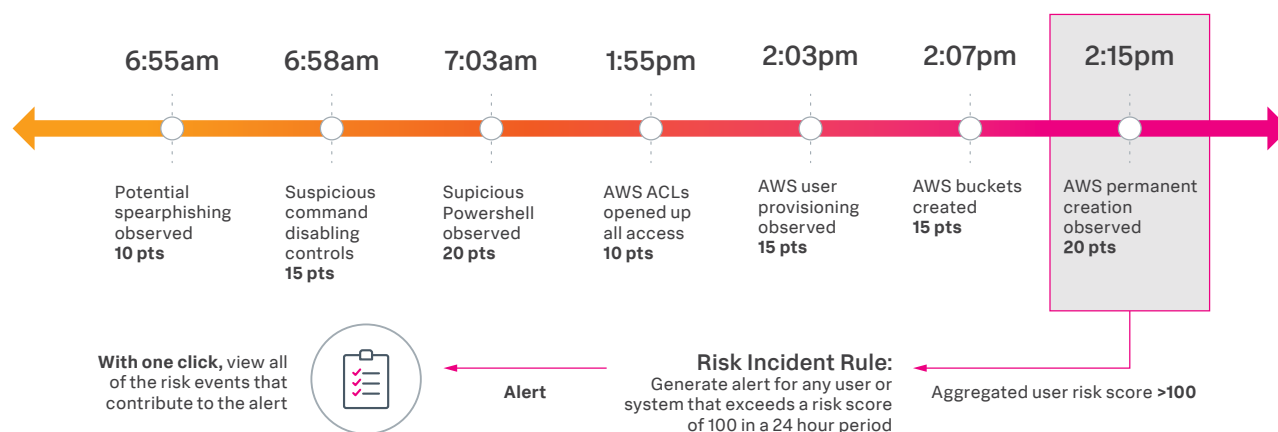 6:55am
6:58am
7:03am
1:55pm
2:03pm
2:07pm
2:15pm
Potential
spearphishing
observed
10 pts
Suspicious
command
disabling
controls
15 pts
Supicious
Powershell
observed
20 pts
AWS ACLs
opened up
all access
10 pts
AWS user
provisioning
observed
15 pts
AWS buckets
created
15 pts
AWS permanent
creation
observed
20 pts
With one click, view all
of the risk events that
contribute to the alert
Alert
Risk Incident Rule:
Generate alert for any user or
system that exceeds a risk score
of 100 in a 24 hour period
Aggregated user risk score >100